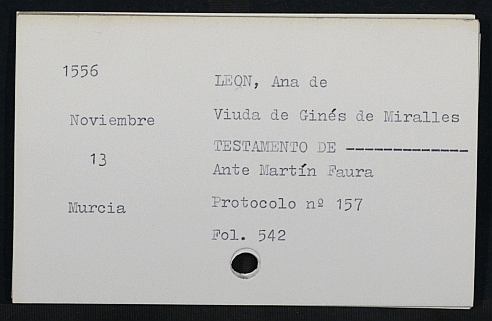 1556
LEON, Ana de
Noviembre
Viuda de Ginés de Miralles
13
TESTAMENTO DE -------------
Ante Martín Faura
Murcia
Protocolo nº 157
Fol. 542